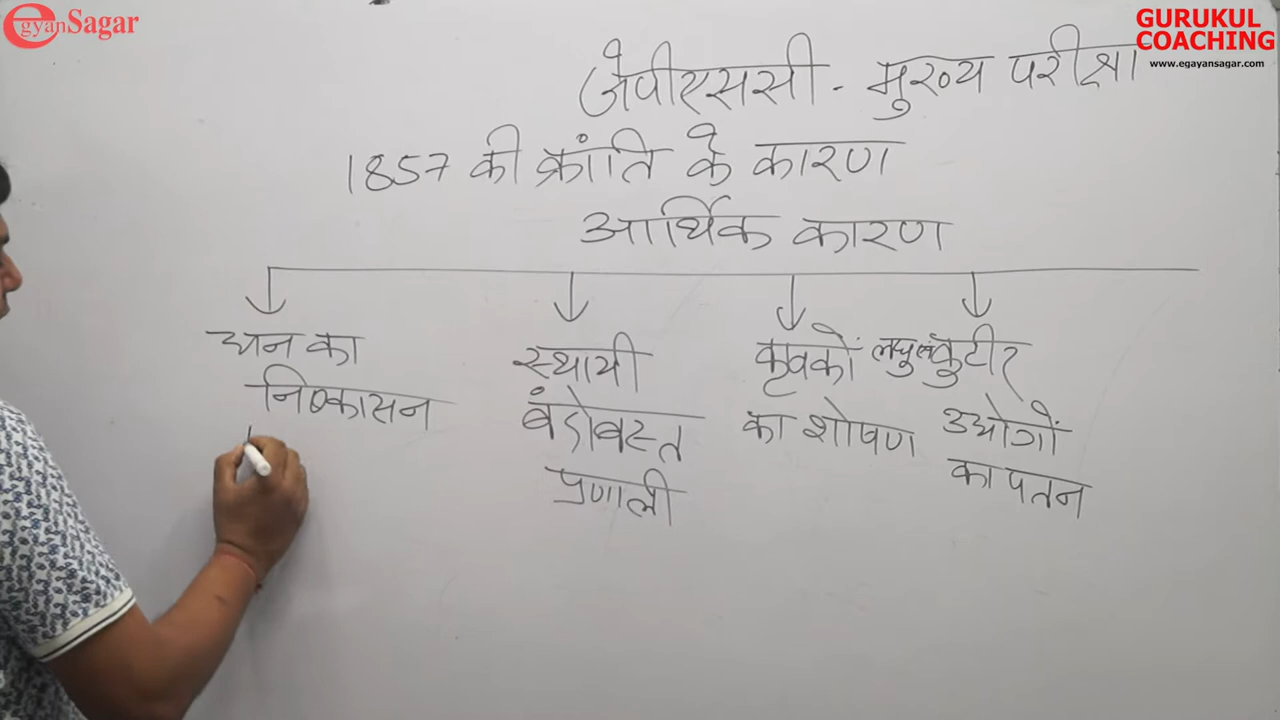 egyanSagar
GURUKUL
COACHING
www.egayansagar.com
जेपीएससी - मुख्य परीक्षा
1857 की क्रांति के कारण
आर्थिक कारण
धन का
निष्कासन
स्थायी
बंदोबस्त
प्रणाली
कृषकों
का शोषण
लघु एवं कुटीर
उद्योगों
का पतन